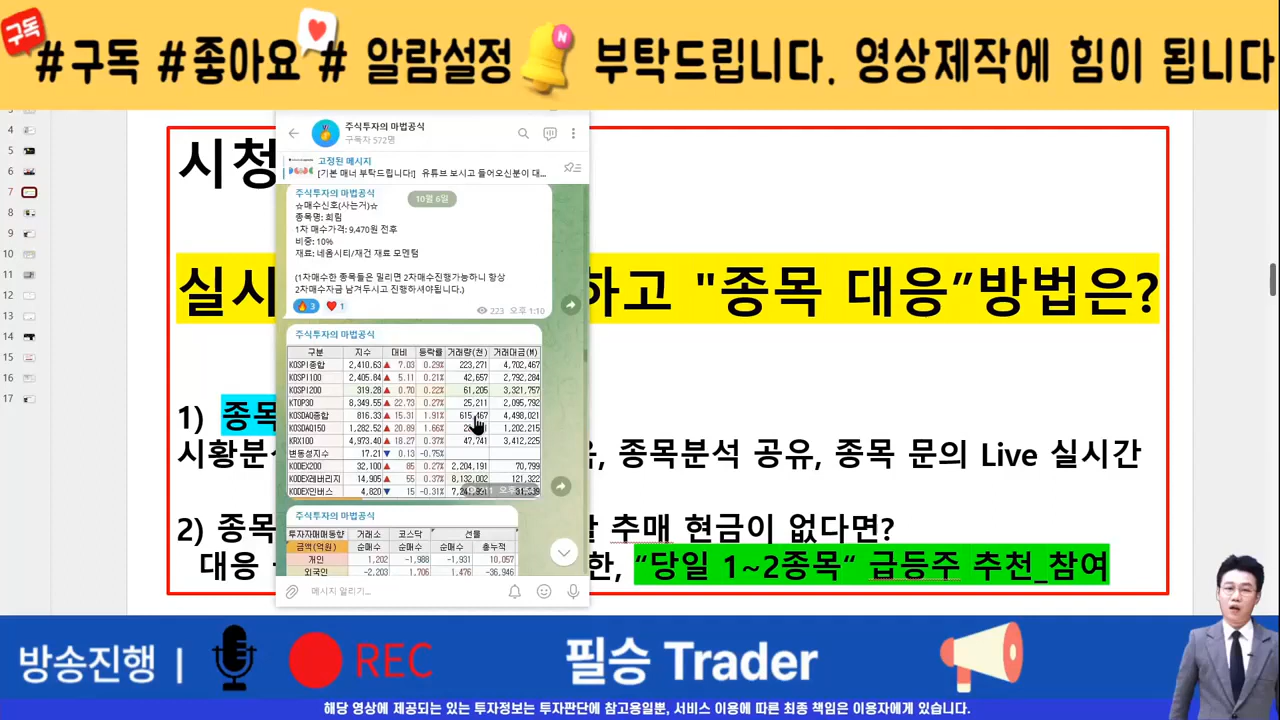 구독
#구독 #좋아요 # 알람설정 N 부탁드립니다. 영상제작에 힘이 됩니다
4
5
6
7
8
9
10
11
12
13
14
15
16
17
시청
실시
하고 "종목 대응”방법은?
1) 종목
시황분석
종목분석 공유, 종목 문의 Live 실시간
2) 종목
추매 현금이 없다면?
대응
한, ”당일 1~2종목“ 급등주 추천_참여
주식투자의 마법공식
구독자 572명
고정된 메시지
[기본 매너 부탁드립니다!] 유튜브 보시고 들어오신분이 대...
주식투자의 마법공식
10월 6일
☆매수신호(사는거)☆
종목명: 희림
1차 매수가격: 9,470원 전후
비중: 10%
재료: 네옴시티/재건 재료 모멘텀
(1차매수한 종목들은 밀리면 2차매수진행가능하니 항상
2차매수자금 남겨두시고 진행하셔야됩니다.)
3 1
223 오후 1:10
주식투자의 마법공식
구분 지수 대비 등락률 거래량(천) 거래대금(M)
KOSPI종합 2,410.63 ▲ 7.03 0.29% 223,271 4,702,467
KOSPI100 2,405.84 ▲ 5.11 0.21% 42,657 2,792,284
KOSPI200 319.28 ▲ 0.70 0.22% 61,205 3,321,757
KTOP30 8,349.55 ▲ 22.73 0.27% 25,211 2,095,792
KOSDAQ종합 816.33 ▲ 15.31 1.91% 615,467 4,498,021
KOSDAQ150 1,282.52 ▲ 20.89 1.66% 1,202,215
KRX100 4,973.40 ▲ 18.27 0.37% 47,741 3,412,225
변동성지수 17.21 ▼ 0.13 -0.75%
KODEX200 32,100 ▲ 85 0.27% 2,204,191 70,799
KODEX레버리지 14,905 ▲ 55 0.37% 8,132,002 121,322
KODEX인버스 4,820 ▼ 15 -0.31%
주식투자의 마법공식
투자자매매동향 거래소 코스닥 선물
금액(억원) 순매수 순매수 순매수 총누적
개인 1,202 -1,988 -1,931 10,057
외국인 -2,203 1,706 1,476 -36,946
메시지 알리기...
방송진행 |
REC
필승 Trader
해당 영상에 제공되는 있는 투자정보는 투자판단에 참고용일뿐, 서비스 이용에 따른 최종 책임은 이용자에게 있습니다.